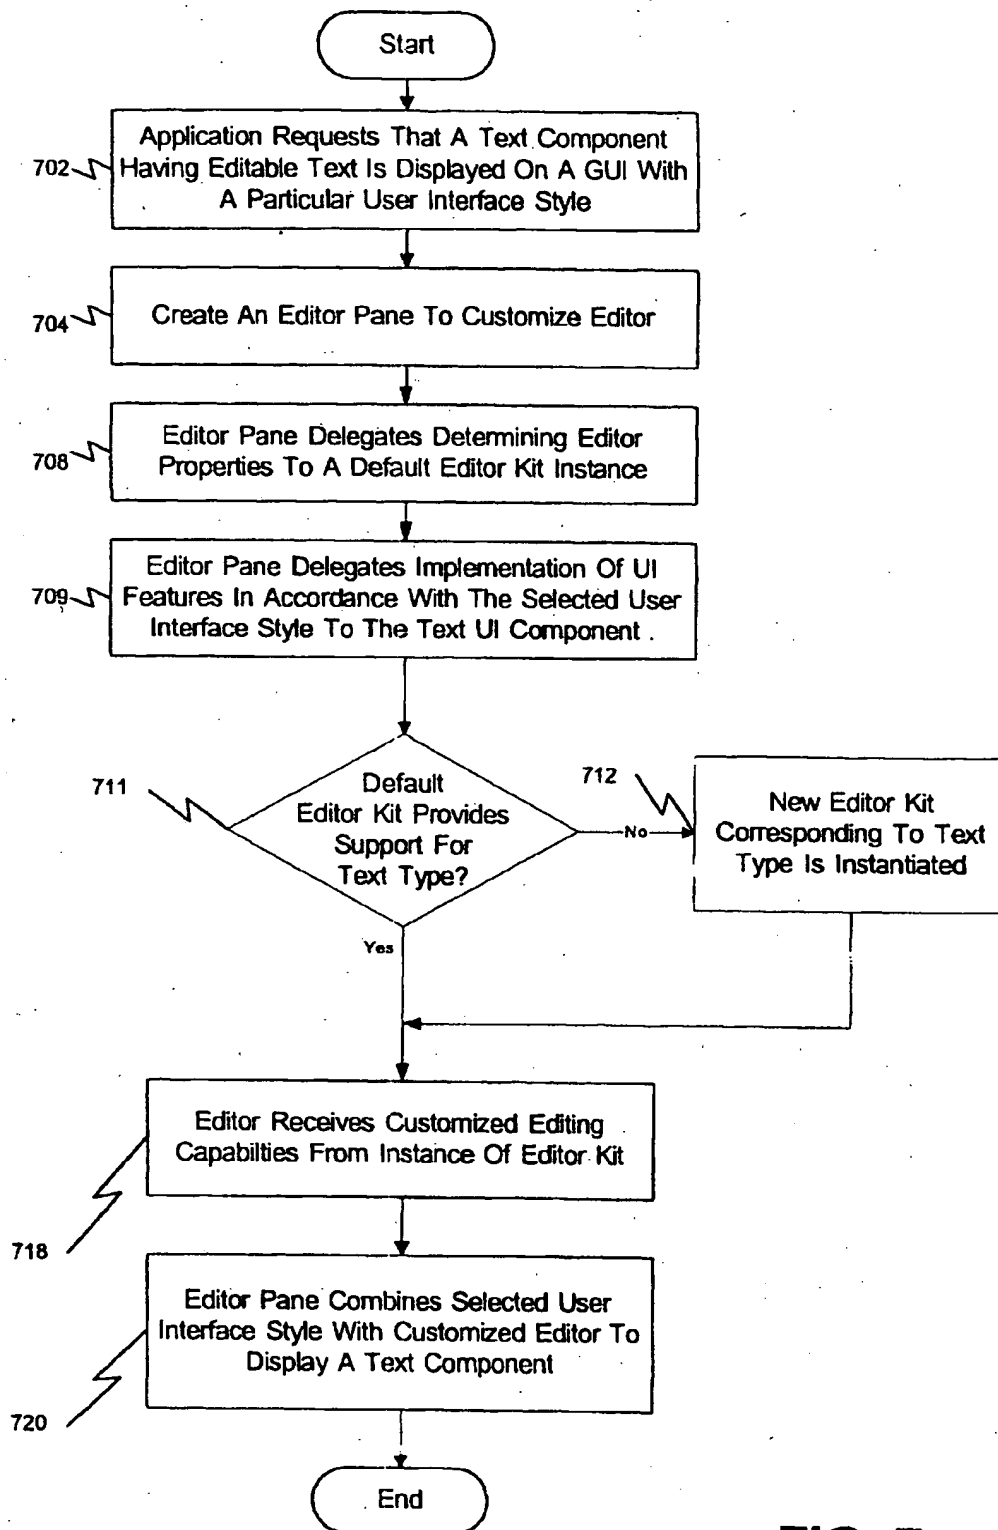 Start
Application Requests That A Text Component
702
Having Editable Text Is Displayed On A GUI With
A Particular User Interface Style
704
Create An Editor Pane To Customize Editor
Editor Pane Delegates Determining Editor
708
Properties To A Default Editor Kit Instance
Editor Pane Delegates Implementation Of UI
709
Features In Accordance With The Selected User
Interface Style To The Text UI Component .
711
Default
Editor Kit Provides
Support For
Text Type?
No
712
New Editor Kit
Corresponding To Text
Type Is Instantiated
Yes
Editor Receives Customized Editing
Capabilties From Instance Of Editor Kit
718
Editor Pane Combines Selected User
Interface Style With Customized Editor To
Display A Text Component
720
End